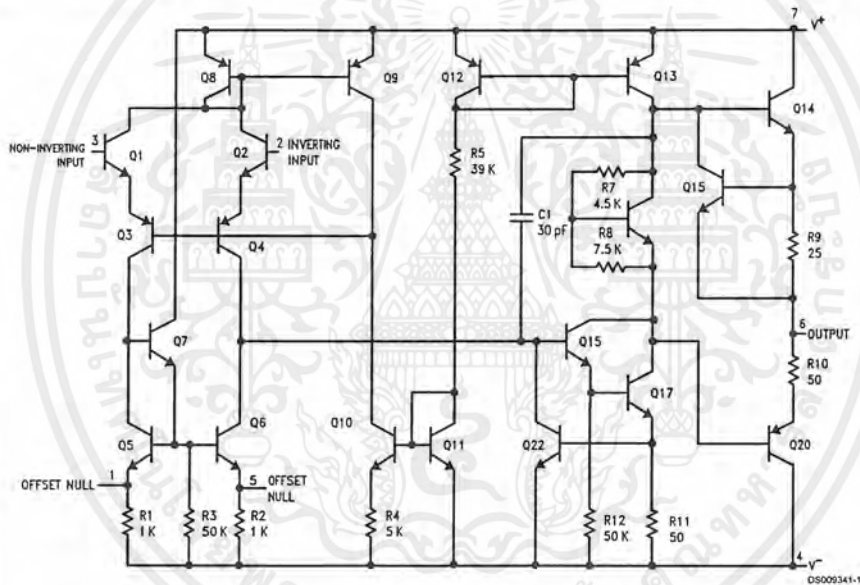 7 V+
Q8
Q9
Q12
Q13
Q14
3
NON-INVERTING
INPUT
Q1
Q2
2 INVERTING
INPUT
R5
39 K
Q15
R7
4.5 K
C1
30 pF
R8
7.5 K
R9
25
Q3
Q4
6
OUTPUT
Q7
Q15
R10
50
Q17
Q5
Q6
Q10
Q11
Q22
Q20
OFFSET NULL
1
5 OFFSET
NULL
R1
1 K
R3
50 K
R2
1 K
R4
5 K
R12
50 K
R11
50
4
V-
DS009341-1